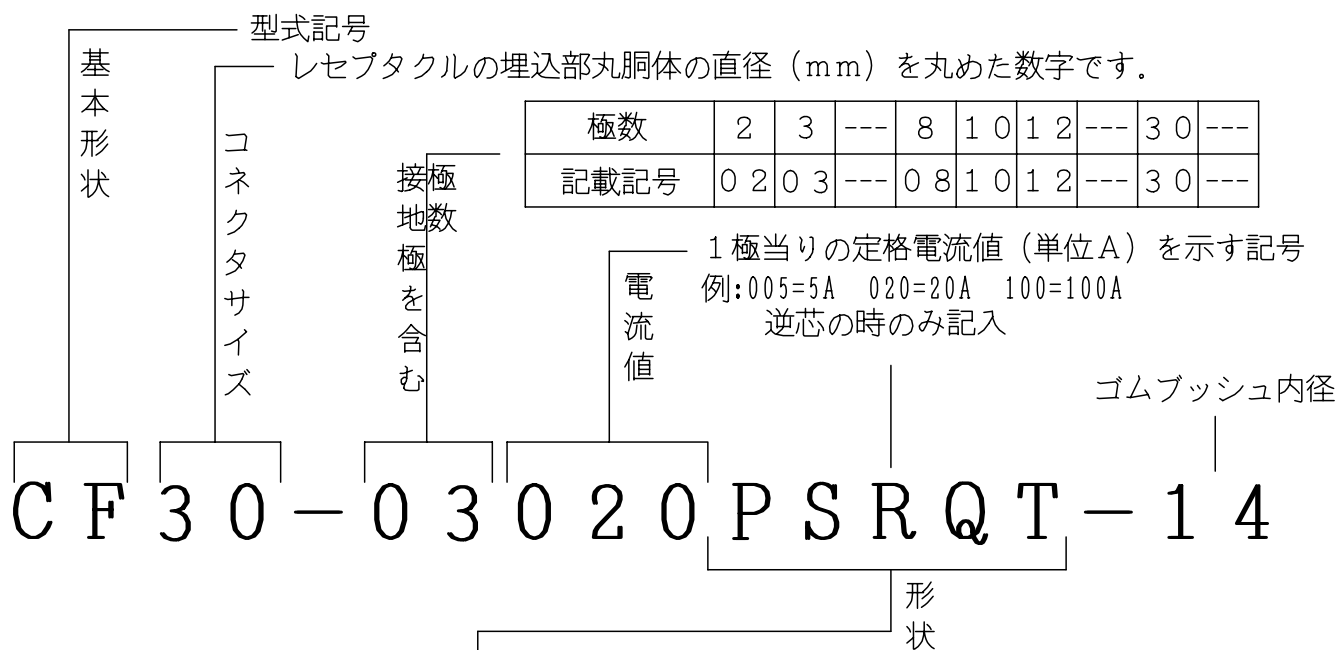 型式記号
基本形状
レセプタクルの埋込部丸胴体の直径（mm）を丸めた数字です．
コネクタサイズ
極数 2 3 --- 8 10 12 --- 30 ---
記載記号 02 03 --- 08 10 12 --- 30 ---
極数
接地極を含む
1極当りの定格電流値（単位A）を示す記号
例:005=5A 020=20A 100=100A
電流値
逆芯の時のみ記入
ゴムブッシュ内径
CF30-03020PSRQT-14
形状